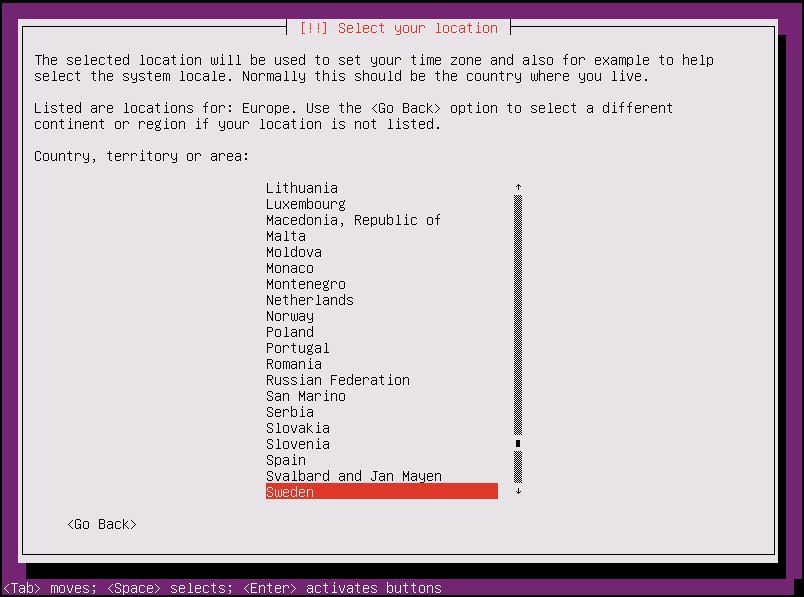 [!!] Select your location
The selected location will be used to set your time zone and also for example to help
select the system locale. Normally this should be the country where you live.
Listed are locations for: Europe. Use the <Go Back> option to select a different
continent or region if your location is not listed.
Country, territory or area:
Lithuania
Luxembourg
Macedonia, Republic of
Malta
Moldova
Monaco
Montenegro
Netherlands
Norway
Poland
Portugal
Romania
Russian Federation
San Marino
Serbia
Slovakia
Slovenia
Spain
Svalbard and Jan Mayen
Sweden
<Go Back>
<Tab> moves; <Space> selects; <Enter> activates buttons